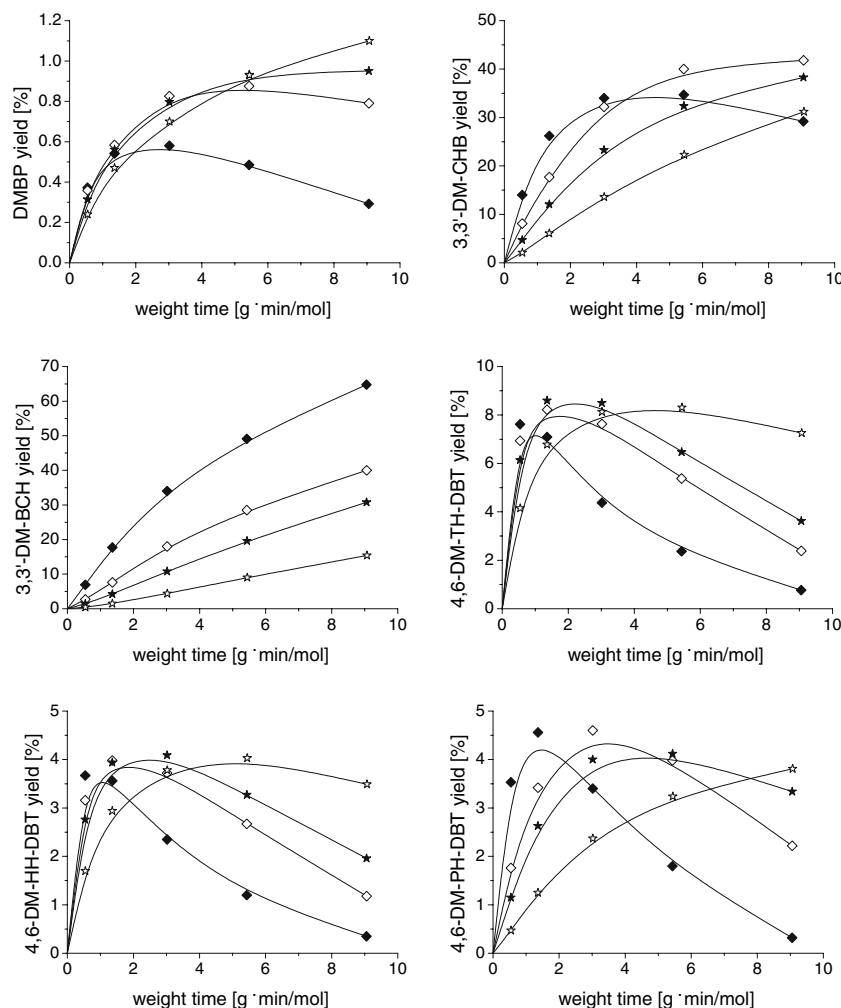 DMBP yield [%]
1.2
1.0
0.8
0.6
0.4
0.2
0.0
0 2 4 6 8 10
weight time [g·min/mol]
3,3'-DM-CHB yield [%]
50
40
30
20
10
0
0 2 4 6 8 10
weight time [g·min/mol]
3,3'-DM-BCH yield [%]
70
60
50
40
30
20
10
0
0 2 4 6 8 10
weight time [g·min/mol]
4,6-DM-TH-DBT yield [%]
10
8
6
4
2
0
0 2 4 6 8 10
weight time [g·min/mol]
4,6-DM-HH-DBT yield [%]
5
4
3
2
1
0
0 2 4 6 8 10
weight time [g·min/mol]
4,6-DM-PH-DBT yield [%]
5
4
3
2
1
0
0 2 4 6 8 10
weight time [g·min/mol]